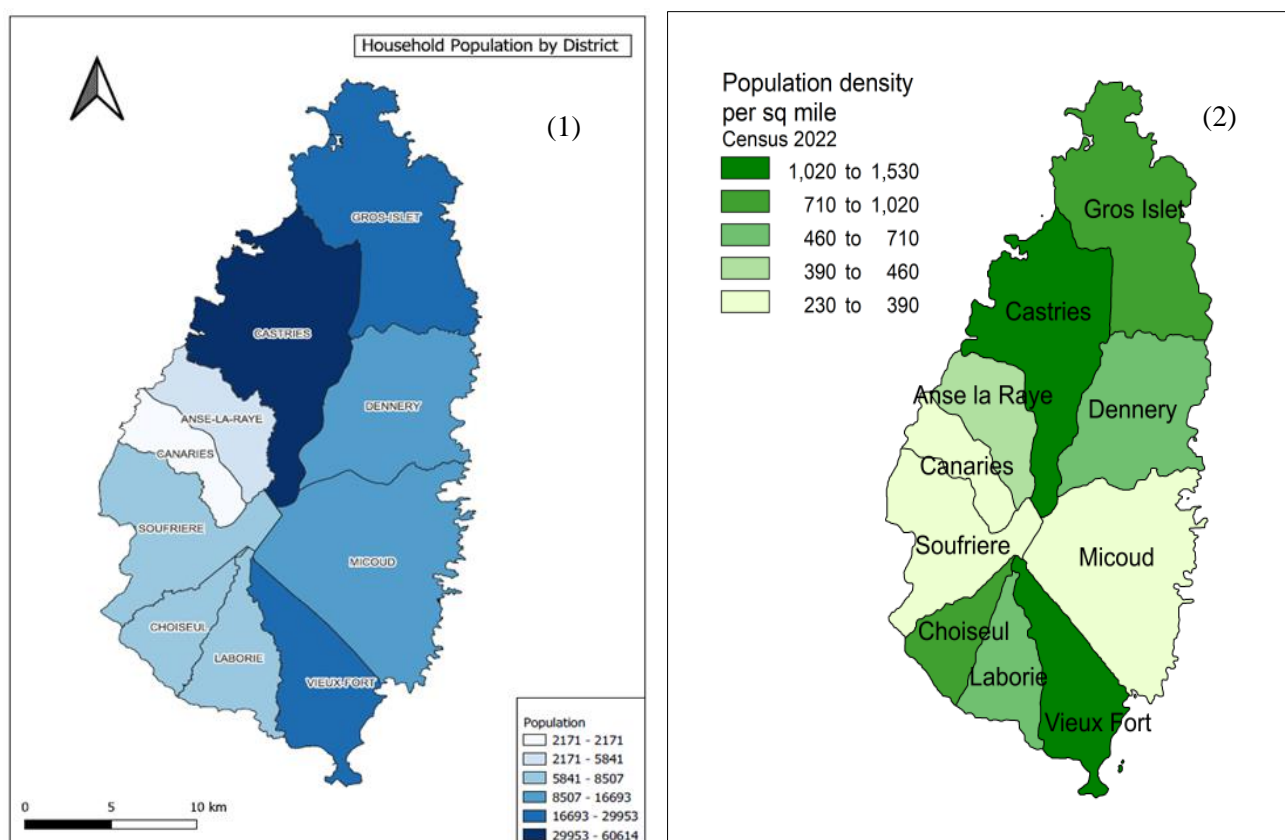 Household Population by District
(1)
GROS-ISLET
CASTRIES
ANSE-LA-RAYE
DENNERY
CANARIES
SOUFRIERE
MICOUD
CHOISEUL
LABORIE
VIEUX-FORT
Population
2171 - 2171
2171 - 5841
5841 - 8507
8507 - 16693
16693 - 29953
29953 - 60614
0 5 10 km
Population density
per sq mile
Census 2022
1,020 to 1,530
710 to 1,020
460 to 710
390 to 460
230 to 390
(2)
Gros Islet
Castries
Anse la Raye
Dennery
Canaries
Soufriere
Micoud
Choiseul
Laborie
Vieux Fort